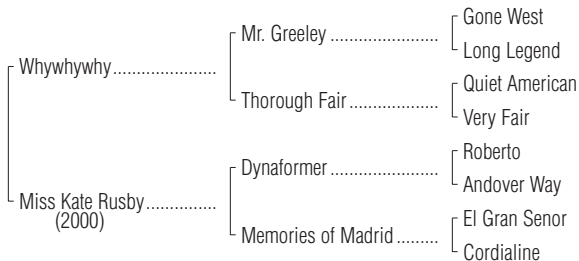 Gone West
Mr. Greeley ....................
Long Legend
Whywhywhy....................
Quiet American
Thorough Fair ..................
Very Fair
Roberto
Dynaformer .....................
Andover Way
Miss Kate Rusby..............
(2000)
El Gran Senor
Memories of Madrid .........
Cordialine